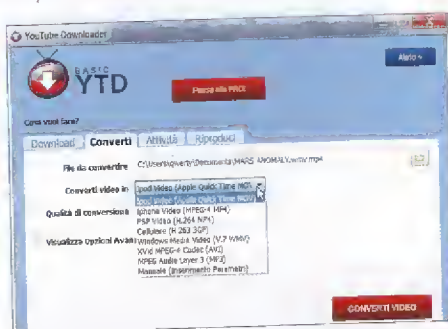 YouTube Downloader
Aiuto
BASIC
YTD
Passa alla PRO!
Cosa vuoi fare?
Download Converti Attività Riproduci
File da convertire C:\Users\qwerty\Documents\MARS ANOMALY.wmv.mp4
Converti video in Ipod Video (Apple Quick Time MOV
Ipod Video (Apple Quick Time MOV)
Qualità di conversione Iphone Video (MPEG-4 MP4)
PSP Video (H.264 MP4)
Cellulare (H.263 3GP)
Visualizza Opzioni Avan Windows Media Video (V.7 WMV)
XVid MPEG-4 Codec (AVI)
MPEG Audio Layer 3 (MP3)
Manuale (Inserimento Parametri)
CONVERTI VIDEO